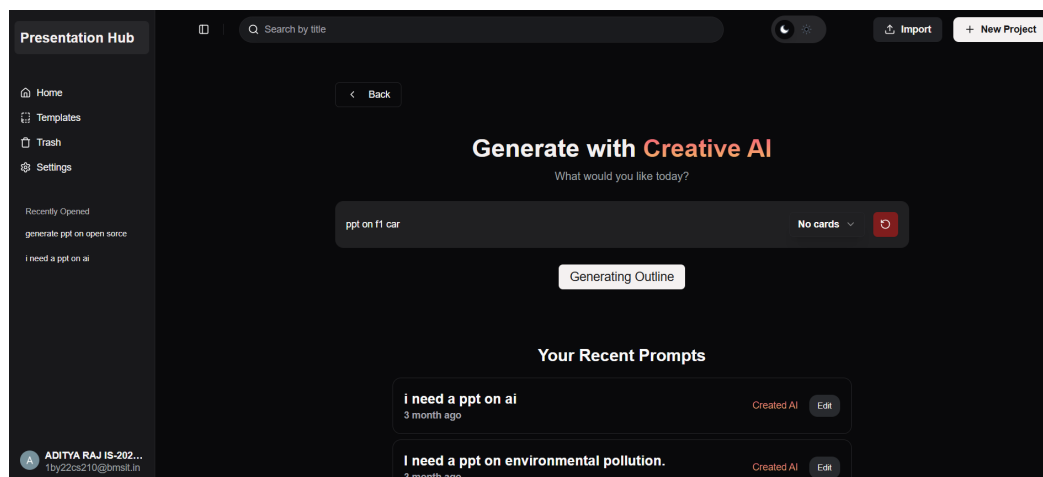 Presentation Hub
Search by title
Import
+ New Project
Home
Templates
Trash
Settings
Recently Opened
generate ppt on open sorce
i need a ppt on ai
A
ADITYA RAJ IS-202...
1by22cs210@bmsit.in
Back
Generate with Creative AI
What would you like today?
ppt on f1 car
No cards
Generating Outline
Your Recent Prompts
i need a ppt on ai
3 month ago
Created AI
Edit
I need a ppt on environmental pollution.
3 month ago
Created AI
Edit